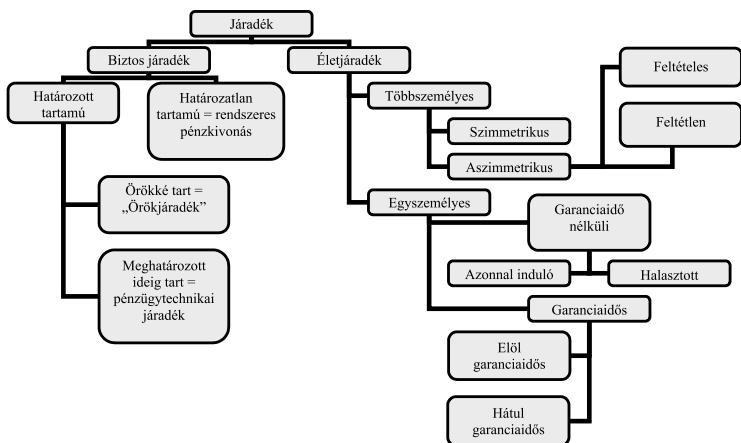 Járadék
Biztos járadék
Életjáradék
Határozott
tartamú
Határozatlan
tartamú = rendszeres
pénzkivonás
Örökké tart =
„Örökjáradék”
Meghatározott
ideig tart =
pénzügytechnikai
járadék
Többszemélyes
Szimmetrikus
Aszimmetrikus
Feltételes
Feltétlen
Egyszemélyes
Garanciaidő
nélküli
Azonnal induló
Halasztott
Garanciaidős
Elöl
garanciaidős
Hátul
garanciaidős